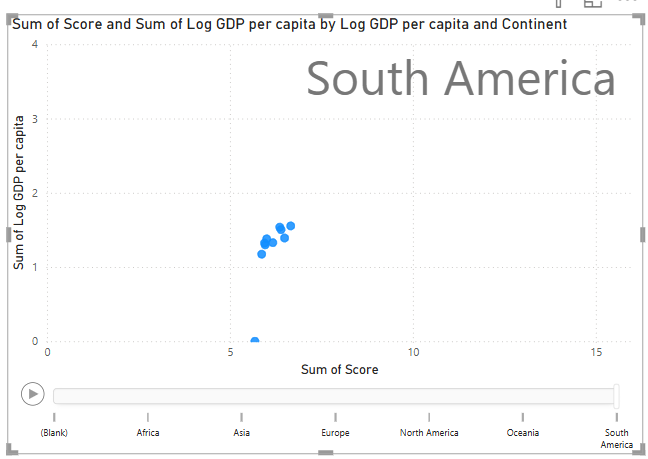 Sum of Score and Sum of Log GDP per capita by Log GDP per capita and Continent
South America
Sum of Log GDP per capita
4
3
2
1
0
0 5 10 15
Sum of Score
(Blank) Africa Asia Europe North America Oceania South
America